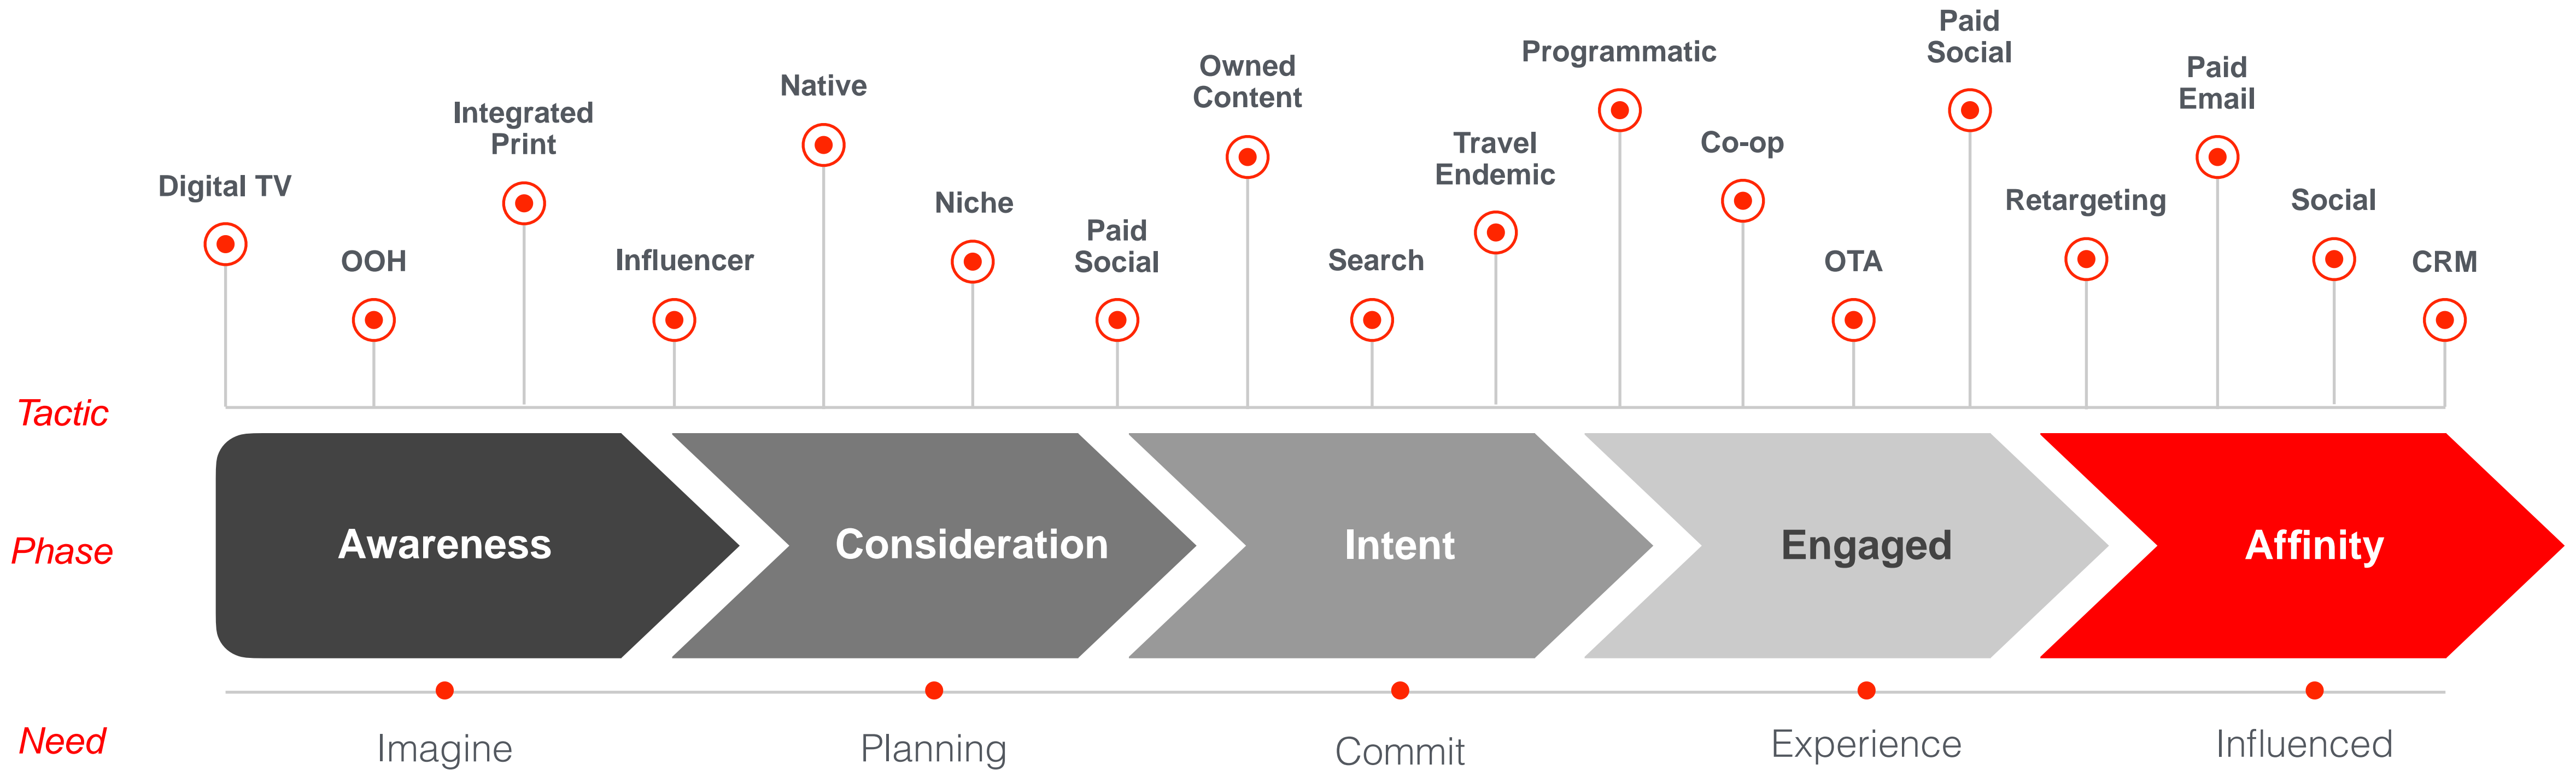 Digital TV
OOH
Integrated
Print
Influencer
Native
Niche
Paid
Social
Owned
Content
Search
Travel
Endemic
Programmatic
Co-op
OTA
Paid
Social
Retargeting
Paid
Email
Social
CRM
Tactic
Phase
Awareness
Consideration
Intent
Engaged
Affinity
Need
Imagine
Planning
Commit
Experience
Influenced